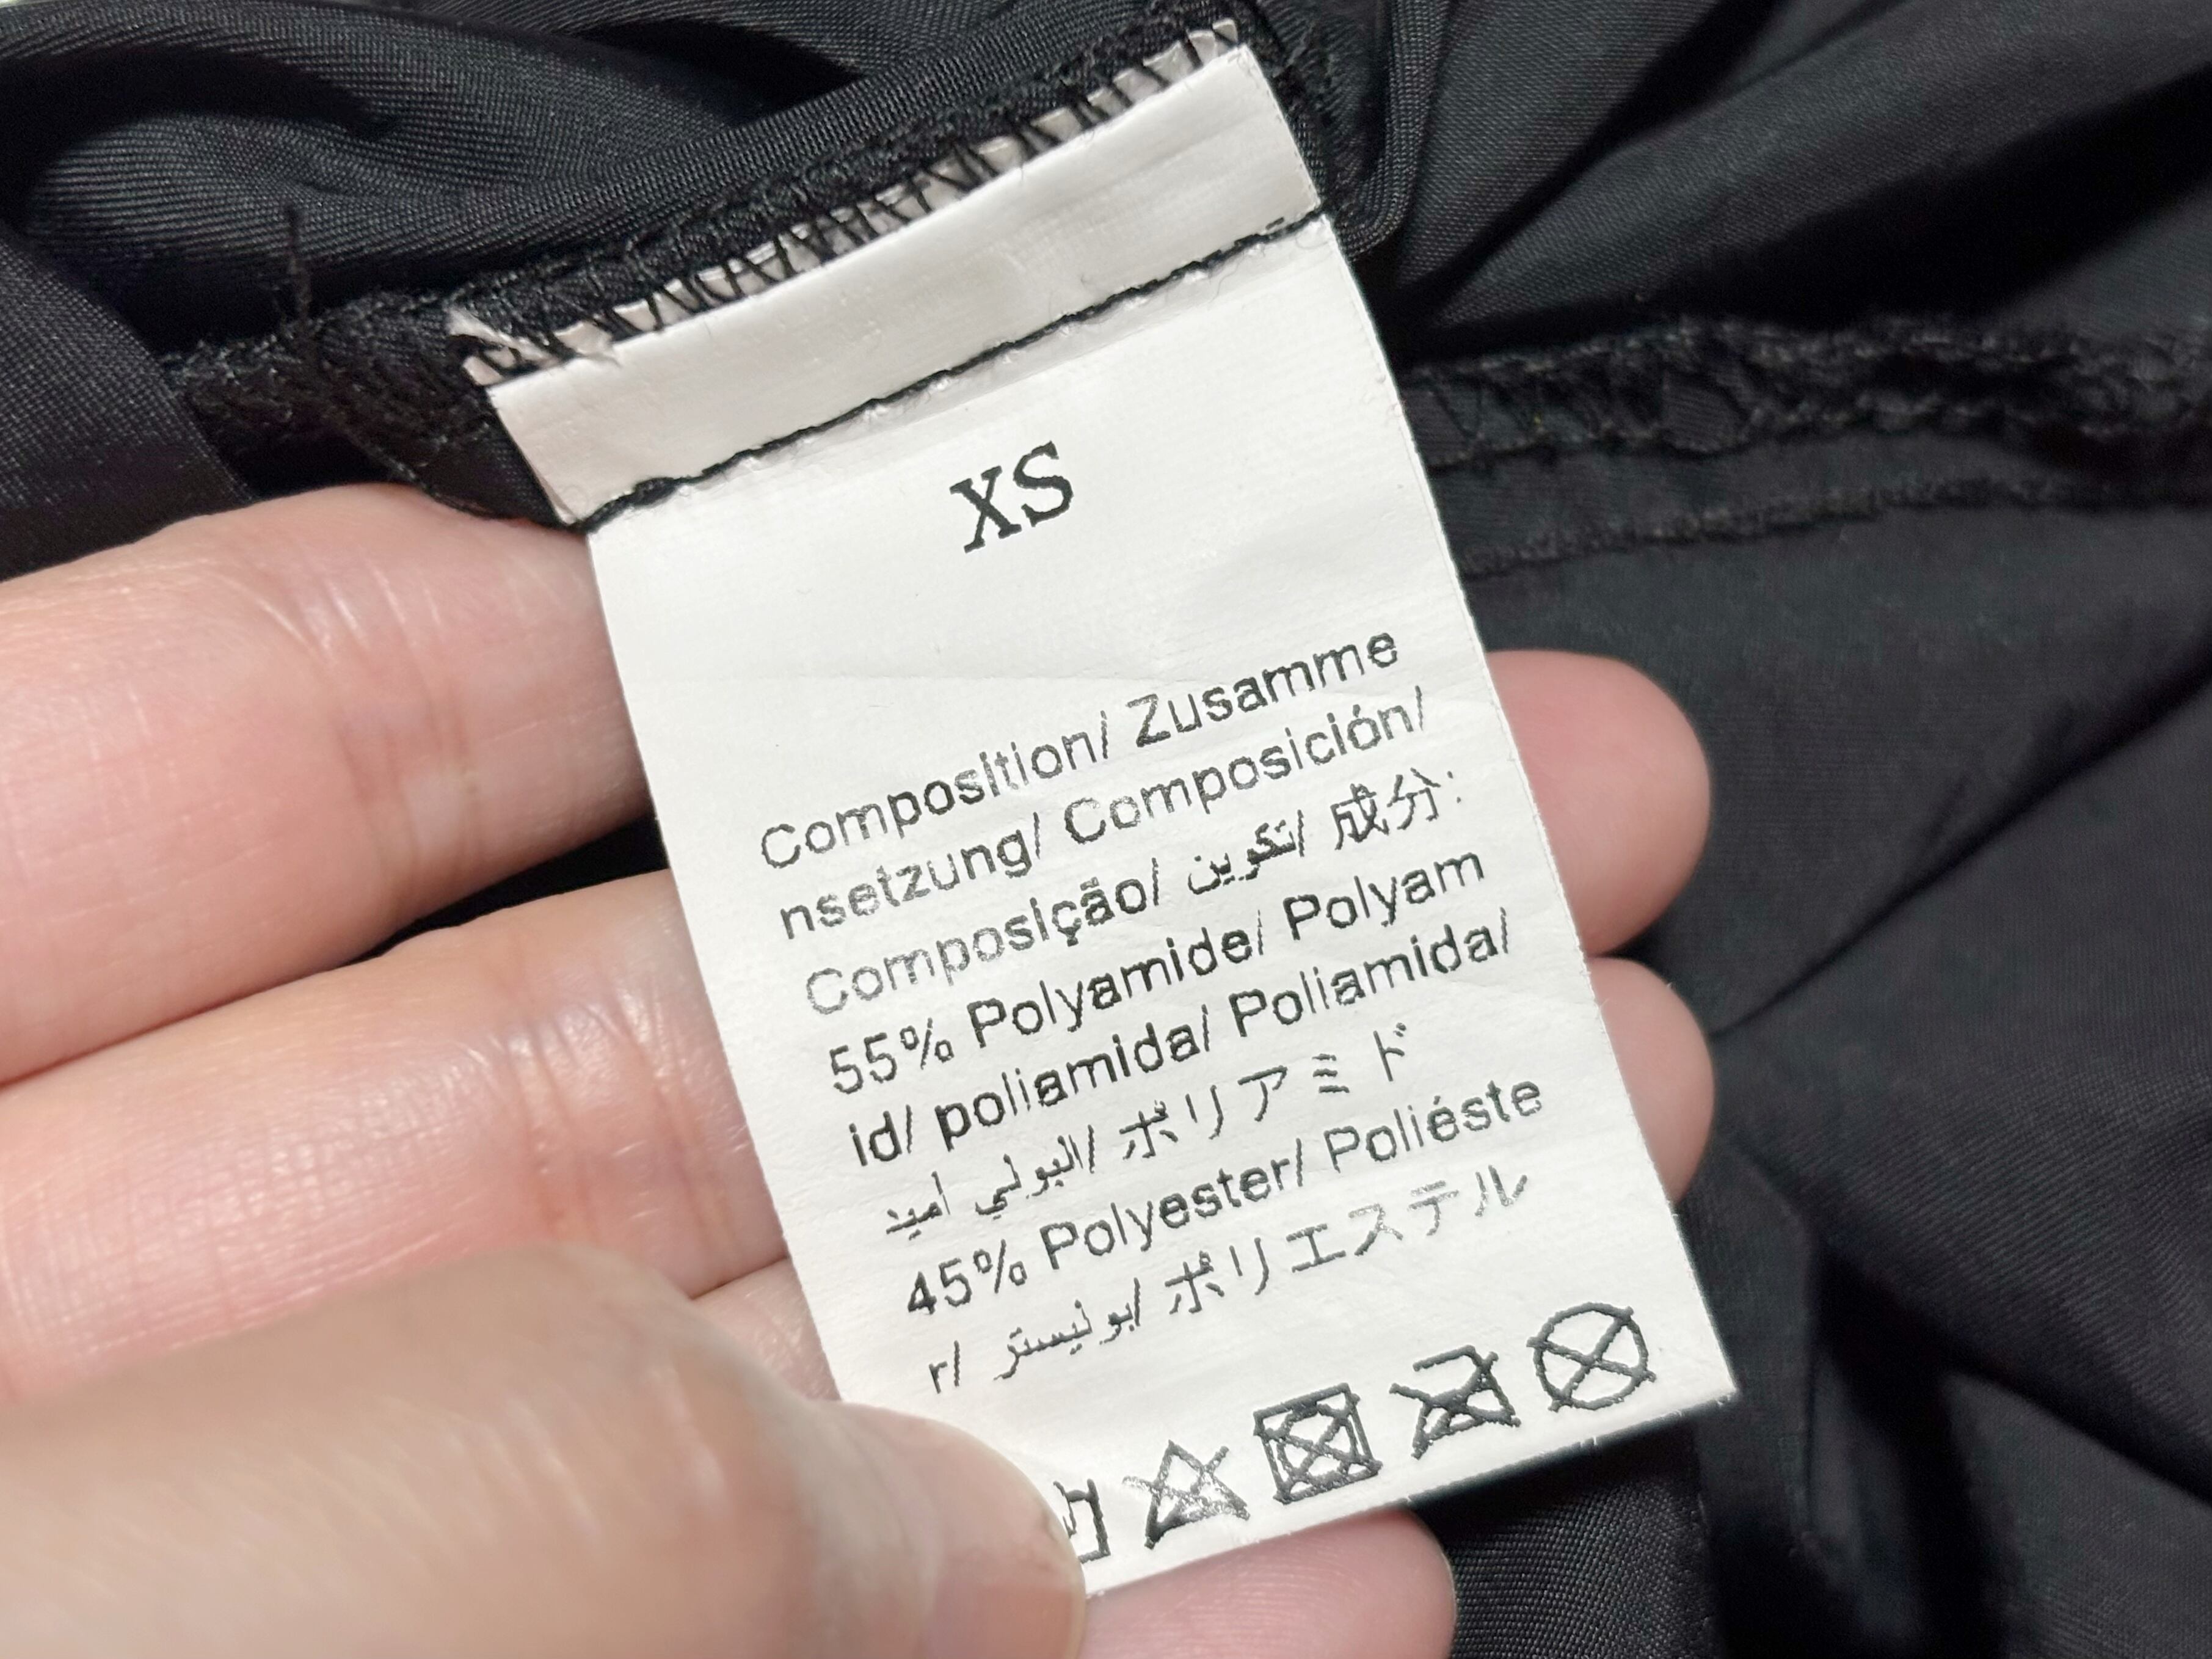 XS
Composition/ Zusamme
nsetzung/ Composición/
Composição/ تكوين/ 成分:
55% Polyamide/ Polyam
id/ poliamida/ Poliamida/
البولي أميد/ ポリアミド
45% Polyester/ Poliéste
r/ بوليستر/ ポリエステル